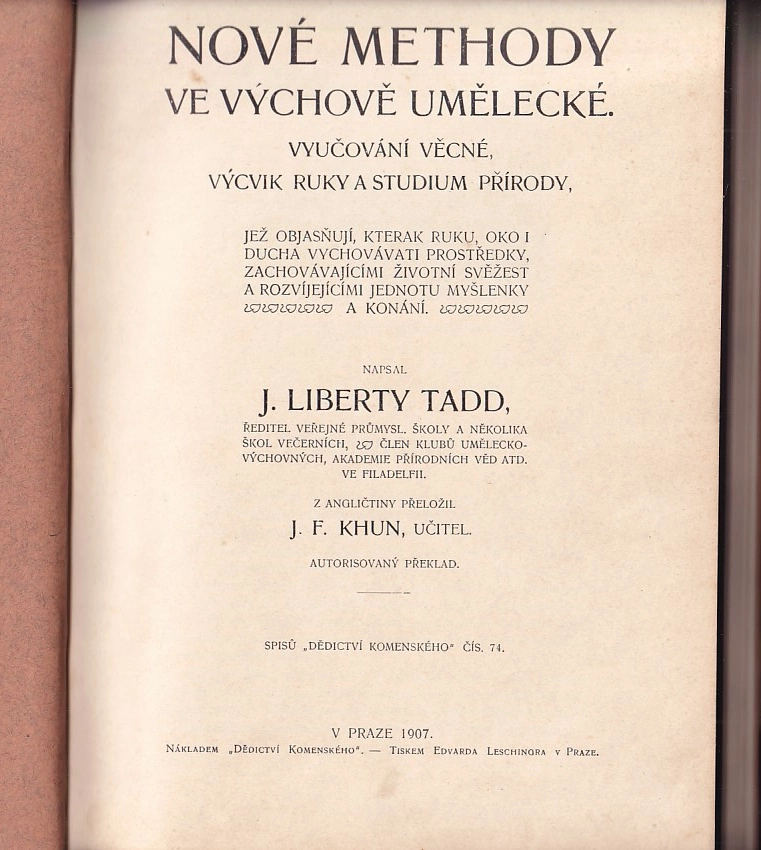 NOVÉ METHODY
VE VÝCHOVĚ UMĚLECKÉ.
VYUČOVÁNÍ VĚCNÉ,
VÝCVIK RUKY A STUDIUM PŘÍRODY,
JEŽ OBJASŇUJÍ, KTERAK RUKU, OKO I
DUCHA VYCHOVÁVATI PROSTŘEDKY,
ZACHOVÁVAJÍCÍMI ŽIVOTNÍ SVĚŽEST
A ROZVÍJEJÍCÍMI JEDNOTU MYŠLENKY
A KONÁNÍ.
NAPSAL
J. LIBERTY TADD,
ŘEDITEL VEŘEJNÉ PRŮMYSL. ŠKOLY A NĚKOLIKA
ŠKOL VEČERNÍCH, ČLEN KLUBŮ UMĚLECKO-
VÝCHOVNÝCH, AKADEMIE PŘÍRODNÍCH VĚD ATD.
VE FILADELFII.
Z ANGLIČTINY PŘELOŽIL
J. F. KHUN, UČITEL.
AUTORISOVANÝ PŘEKLAD.
SPISŮ „DĚDICTVÍ KOMENSKÉHO" ČÍS. 74.
V PRAZE 1907.
NÁKLADEM „DĚDICTVÍ KOMENSKÉHO". — TISKEM EDVARDA LESCHINGRA V PRAZE.